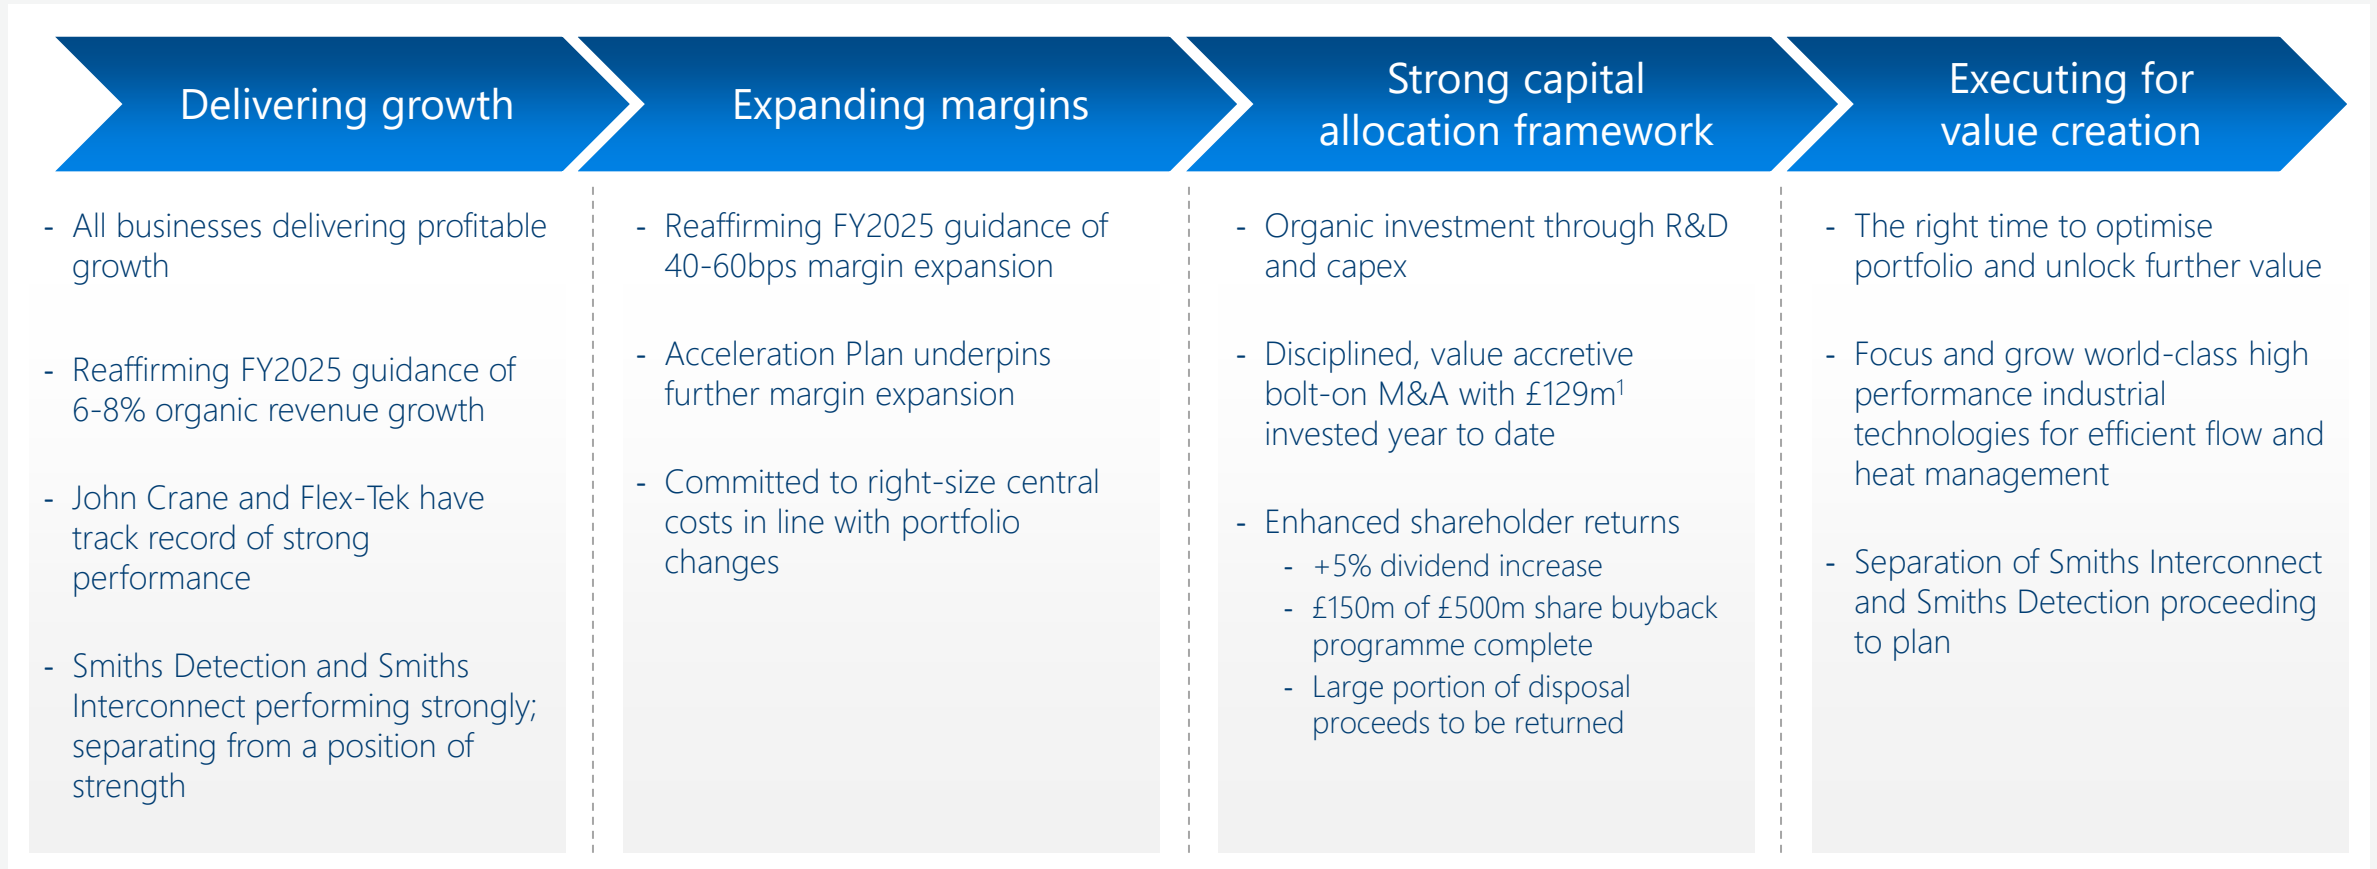 Delivering growth
- All businesses delivering profitable
growth
- Reaffirming FY2025 guidance of
6-8% organic revenue growth
- John Crane and Flex-Tek have
track record of strong
performance
- Smiths Detection and Smiths
Interconnect performing strongly;
separating from a position of
strength
Expanding margins
- Reaffirming FY2025 guidance of
40-60bps margin expansion
- Acceleration Plan underpins
further margin expansion
- Committed to right-size central
costs in line with portfolio
changes
Strong capital
allocation framework
- Organic investment through R&D
and capex
- Disciplined, value accretive
bolt-on M&A with £129m¹
invested year to date
- Enhanced shareholder returns
- +5% dividend increase
- £150m of £500m share buyback
programme complete
- Large portion of disposal
proceeds to be returned
Executing for
value creation
- The right time to optimise
portfolio and unlock further value
- Focus and grow world-class high
performance industrial
technologies for efficient flow and
heat management
- Separation of Smiths Interconnect
and Smiths Detection proceeding
to plan